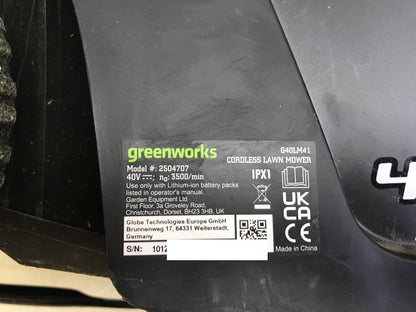 greenworks
G40LM41
CORDLESS LAWN MOWER
Model #: 2504707
40V n₀: 3500/min
IPX1
Use only with Lithium-ion battery packs
listed in operator's manual.
Garden Equipment Ltd
First Floor, 3a Groveley Road,
Christchurch, Dorset, BH23 3HB, UK
UK
CA
CE
Globe Technologies Europe GmbH
Brunnenweg 17, 64331 Weiterstadt,
Germany
Made in China
S/N: 1012
4